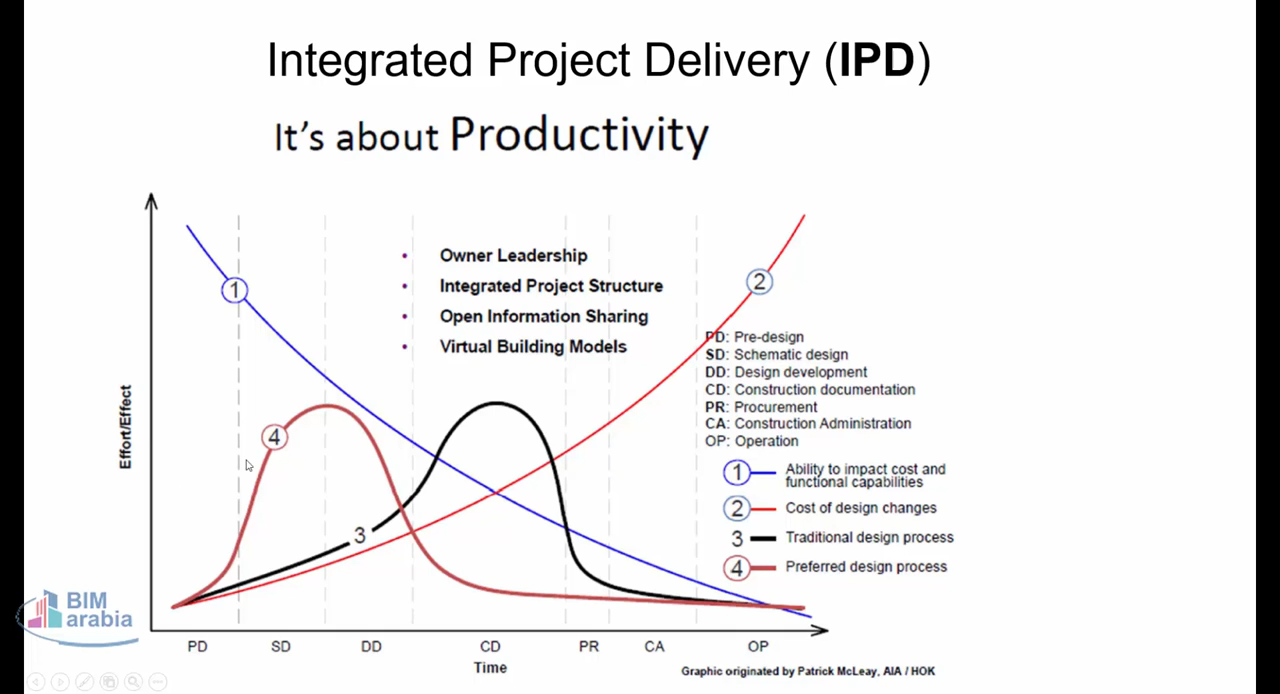 Integrated Project Delivery (IPD)
It's about Productivity
1
2
3
4
• Owner Leadership
• Integrated Project Structure
• Open Information Sharing
• Virtual Building Models
PD: Pre-design
SD: Schematic design
DD: Design development
CD: Construction documentation
PR: Procurement
CA: Construction Administration
OP: Operation
1 Ability to impact cost and
functional capabilities
2 Cost of design changes
3 Traditional design process
4 Preferred design process
Effort/Effect
PD SD DD CD PR CA OP
Time
Graphic originated by Patrick McLeay, AIA / HOK
BIM
arabia